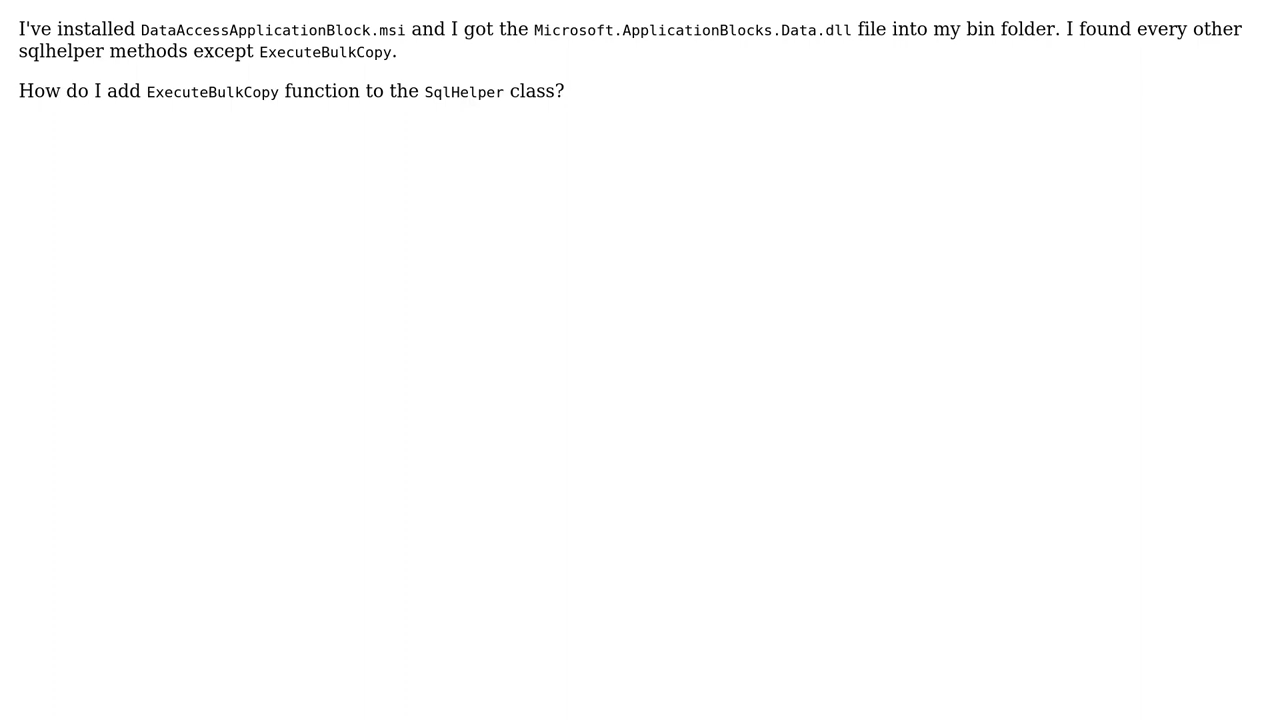 I've installed DataAccessApplicationBlock.msi and I got the Microsoft.ApplicationBlocks.Data.dll file into my bin folder. I found every other
sqlhelper methods except ExecuteBulkCopy.
How do I add ExecuteBulkCopy function to the SqlHelper class?